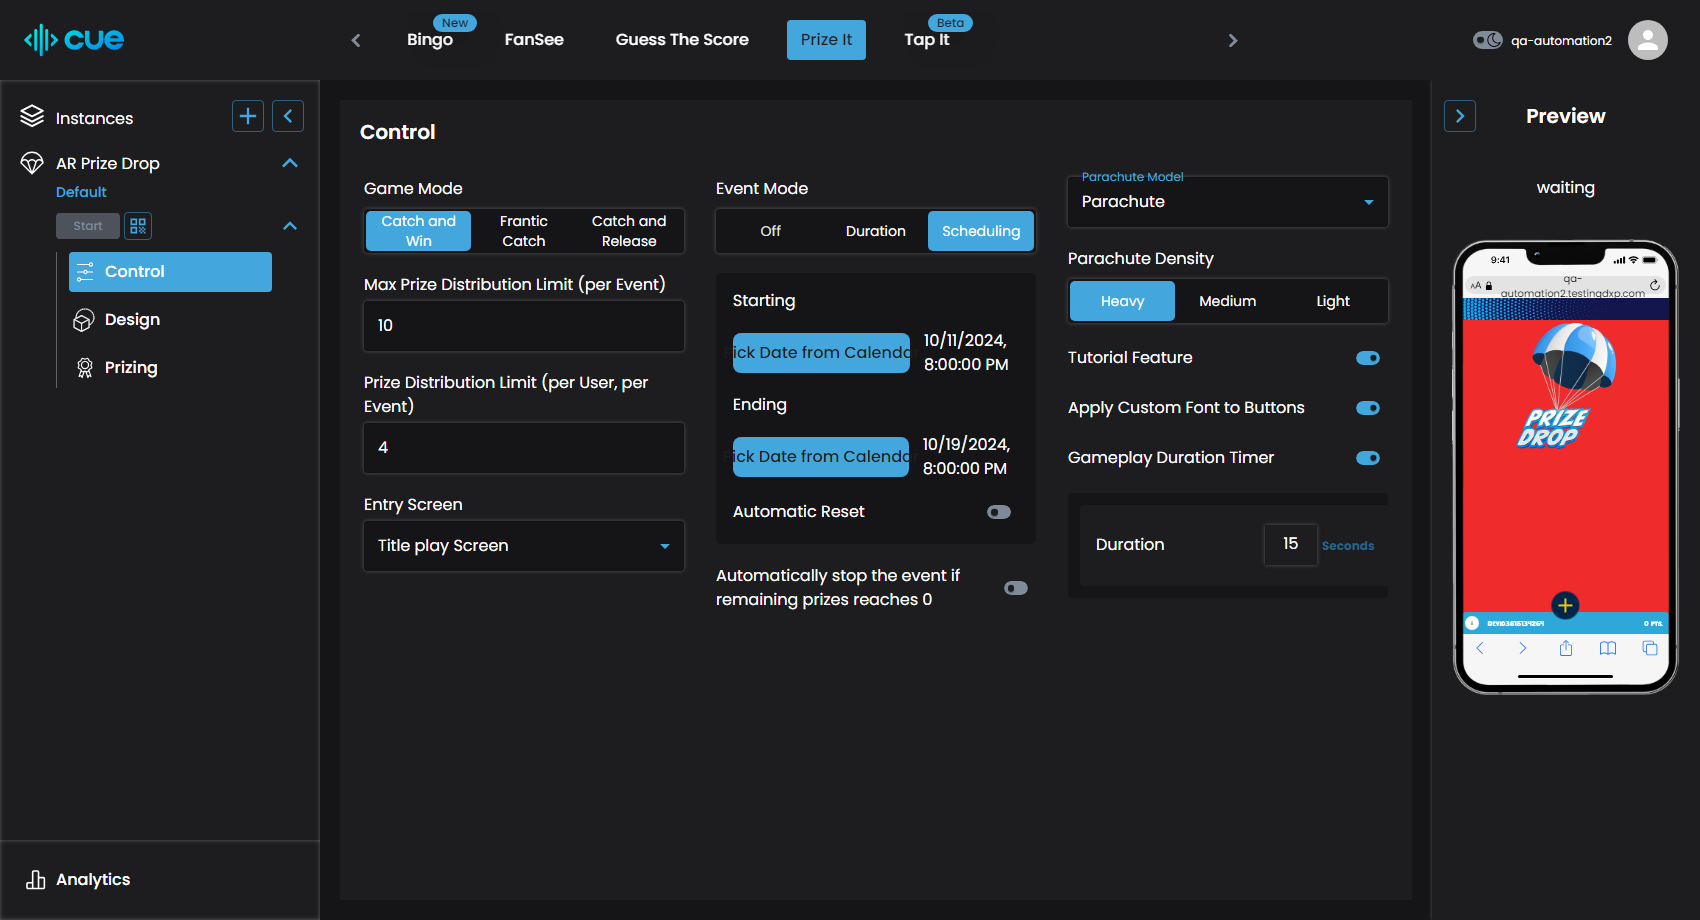 cue
Bingo
New
FanSee
Guess The Score
Prize It
Tap It
Beta
qa-automation2
Instances
AR Prize Drop
Default
Start
Control
Design
Prizing
Analytics
Control
Game Mode
Catch and Win
Frantic Catch
Catch and Release
Max Prize Distribution Limit (per Event)
10
Prize Distribution Limit (per User, per
Event)
4
Entry Screen
Title play Screen
Event Mode
Off
Duration
Scheduling
Starting
Pick Date from Calendar
10/11/2024,
8:00:00 PM
Ending
Pick Date from Calendar
10/19/2024,
8:00:00 PM
Automatic Reset
Automatically stop the event if
remaining prizes reaches 0
Parachute Model
Parachute
Parachute Density
Heavy
Medium
Light
Tutorial Feature
Apply Custom Font to Buttons
Gameplay Duration Timer
Duration
15
Seconds
Preview
waiting
9:41
AA
qa-
automation2.testingdxp.com
PRIZE
DROP
0 PTS.